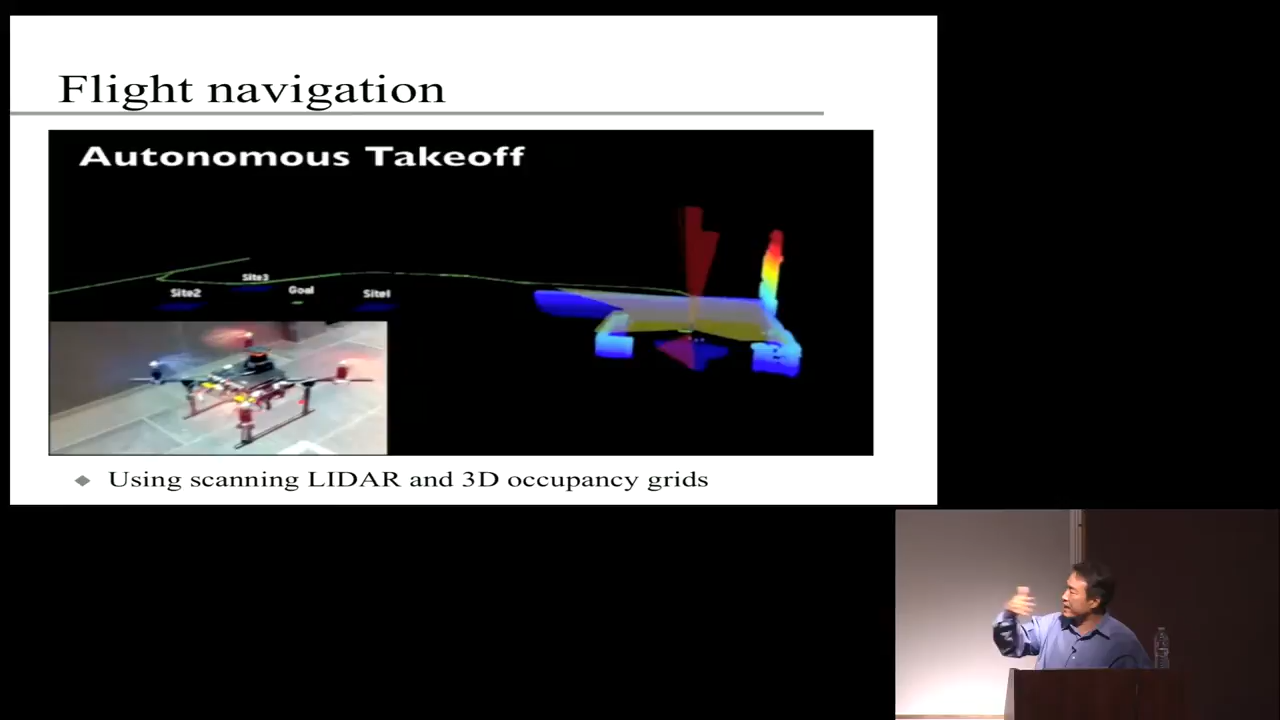 Flight navigation
Autonomous Takeoff
Site3
Site2
Goal
Site1
Using scanning LIDAR and 3D occupancy grids